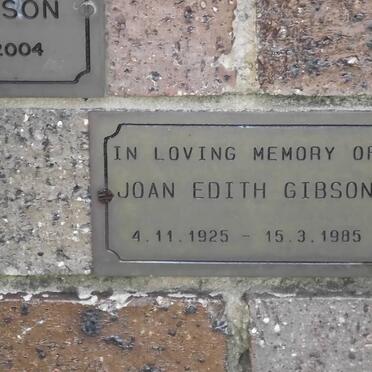 SON
2004
IN LOVING MEMORY OF
JOAN EDITH GIBSON
4.11.1925 - 15.3.1985